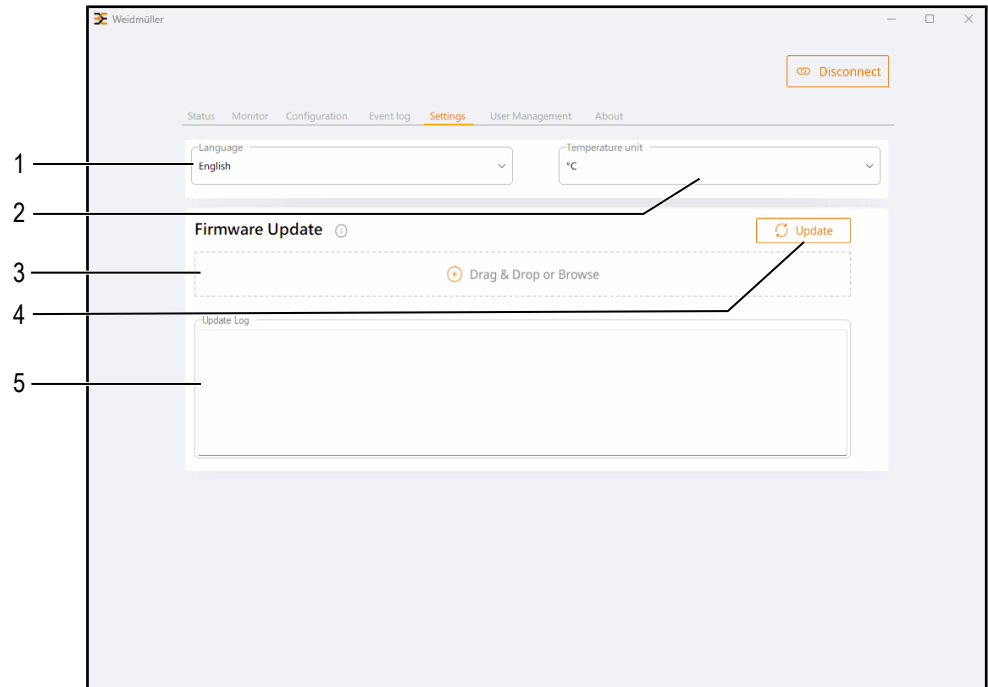 Weidmüller
Disconnect
Status Monitor Configuration Event log Settings User Management About
Language Temperature unit
1 English °C
2
Firmware Update Update
3 Drag & Drop or Browse
4
Update Log
5